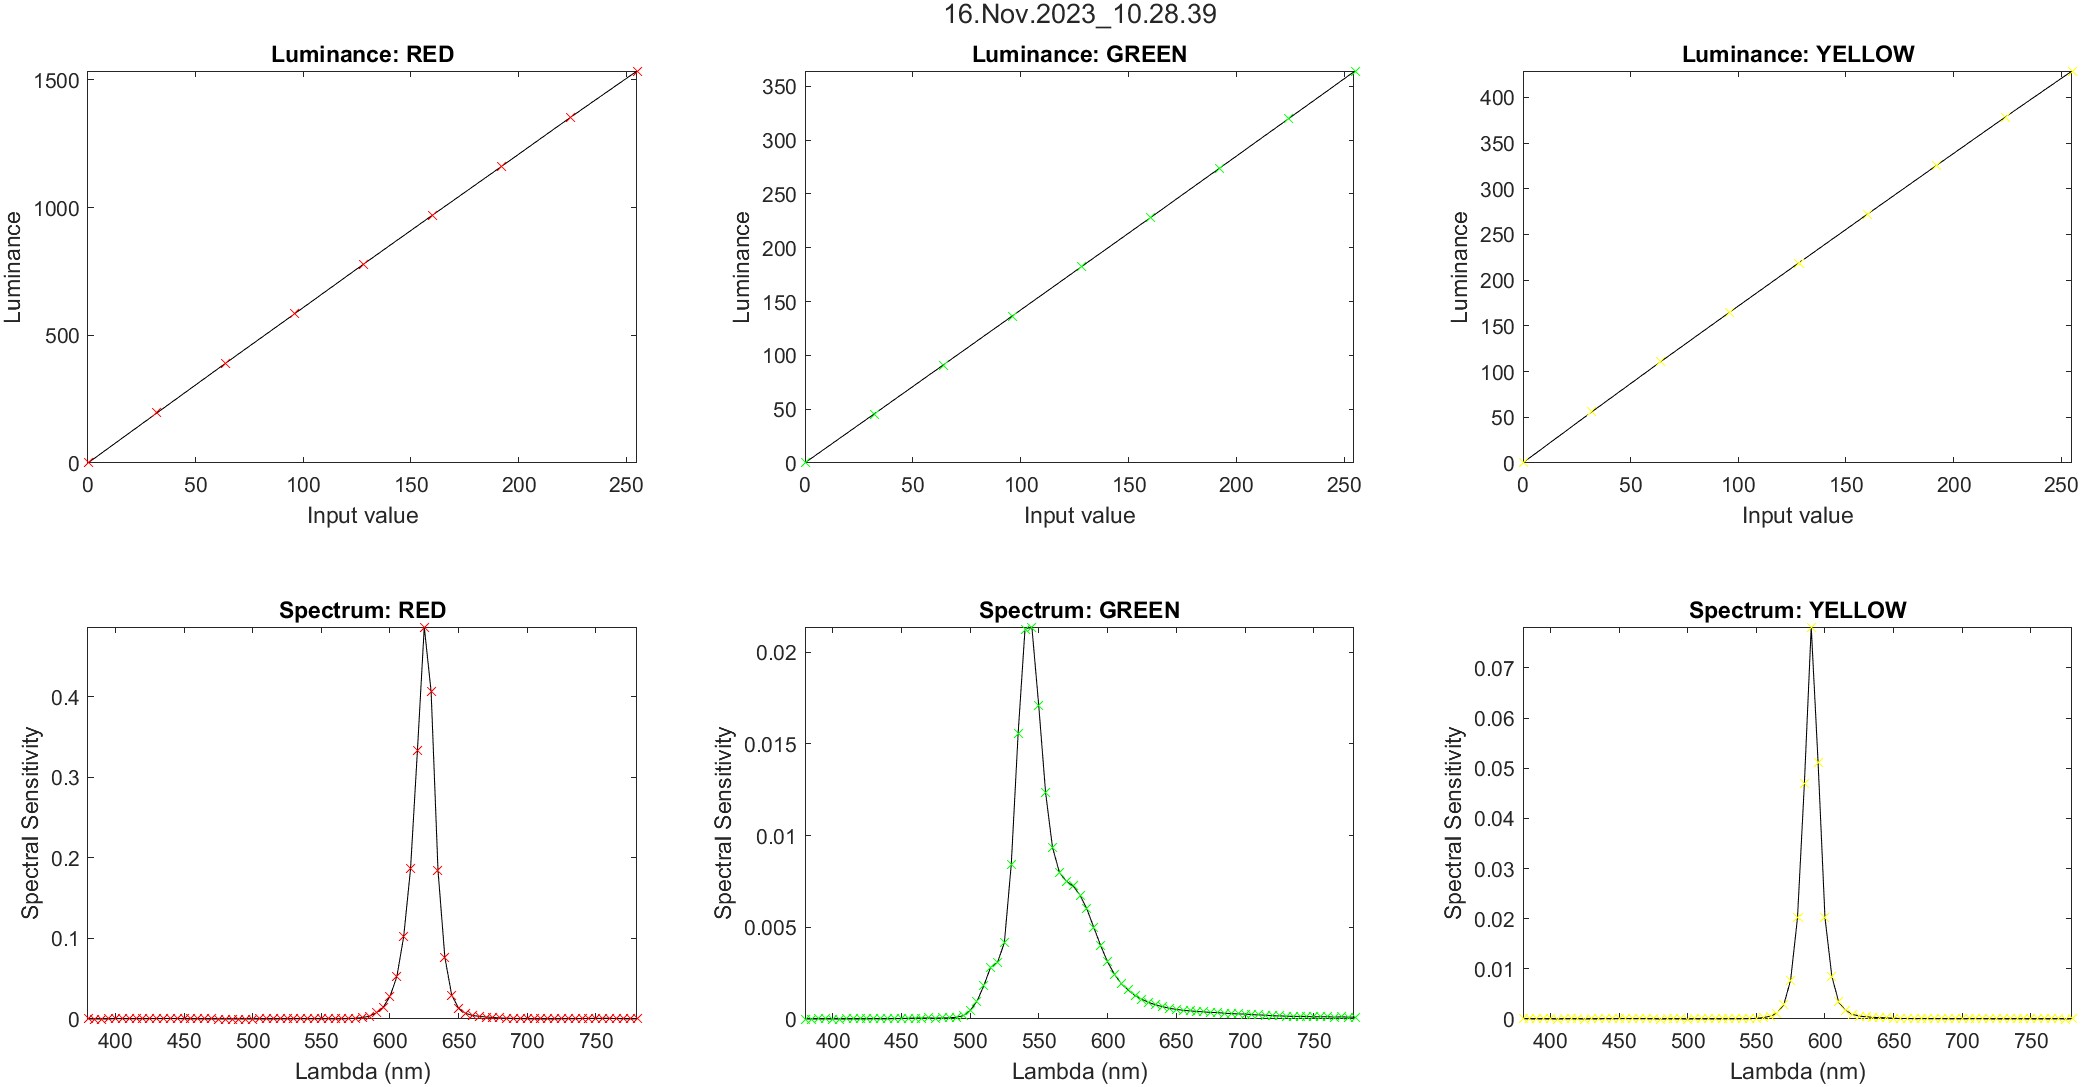 16.Nov.2023_10.28.39
Luminance: RED
Luminance
1500
1000
500
0
0 50 100 150 200 250
Input value
Luminance: GREEN
Luminance
350
300
250
200
150
100
50
0
0 50 100 150 200 250
Input value
Luminance: YELLOW
Luminance
400
350
300
250
200
150
100
50
0
0 50 100 150 200 250
Input value
Spectrum: RED
Spectral Sensitivity
0.4
0.3
0.2
0.1
0
400 450 500 550 600 650 700 750
Lambda (nm)
Spectrum: GREEN
Spectral Sensitivity
0.02
0.015
0.01
0.005
0
400 450 500 550 600 650 700 750
Lambda (nm)
Spectrum: YELLOW
Spectral Sensitivity
0.07
0.06
0.05
0.04
0.03
0.02
0.01
0
400 450 500 550 600 650 700 750
Lambda (nm)